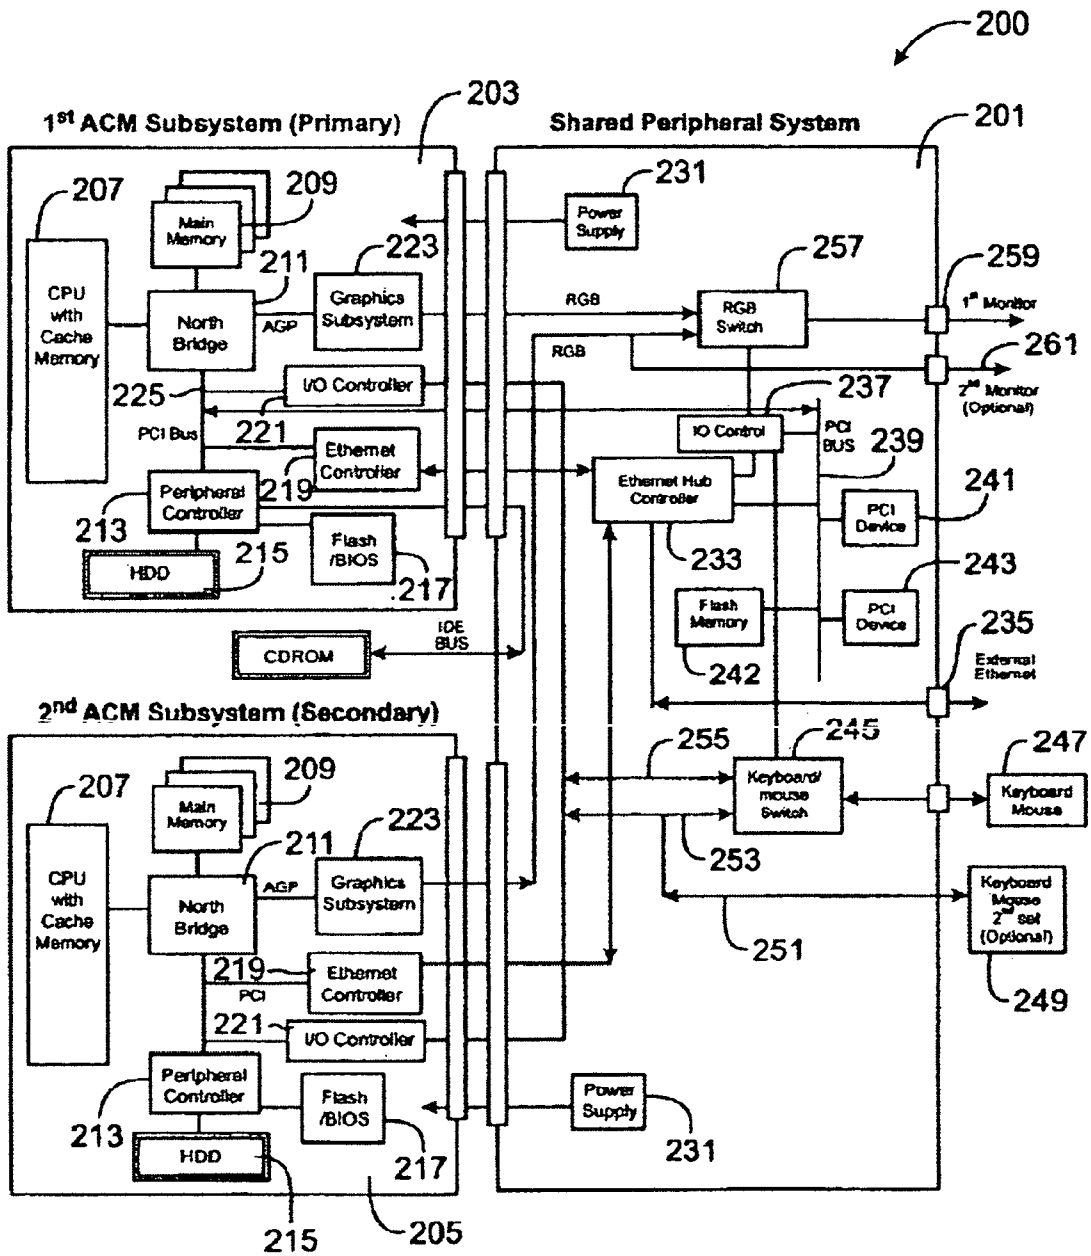 200
1st ACM Subsystem (Primary)
203
Shared Peripheral System
201
207
Main
Memory
209
231
Power
Supply
211
223
257
259
CPU
with
Cache
Memory
North
Bridge
AGP
Graphics
Subsystem
RGB
RGB
Switch
1st Monitor
RGB
261
2nd Monitor
(Optional)
225
I/O Controller
221
237
PCI Bus
IO Control
PCI
BUS
239
Ethernet
Controller
219
Ethernet Hub
Controller
241
Peripheral
Controller
213
PCI
Device
Flash
/BIOS
215
HDD
217
233
243
Flash
Memory
PCI
Device
235
IDE
BUS
CDROM
242
External
Ethernet
2nd ACM Subsystem (Secondary)
207
209
Main
Memory
255
245
247
Keyboard/
mouse
Switch
Keyboard
Mouse
223
211
253
CPU
with
Cache
Memory
North
Bridge
AGP
Graphics
Subsystem
Keyboard
Mouse
2nd set
(Optional)
251
219
PCI
Ethernet
Controller
249
221
I/O Controller
Peripheral
Controller
Flash
/BIOS
Power
Supply
213
HDD
217
231
215
205